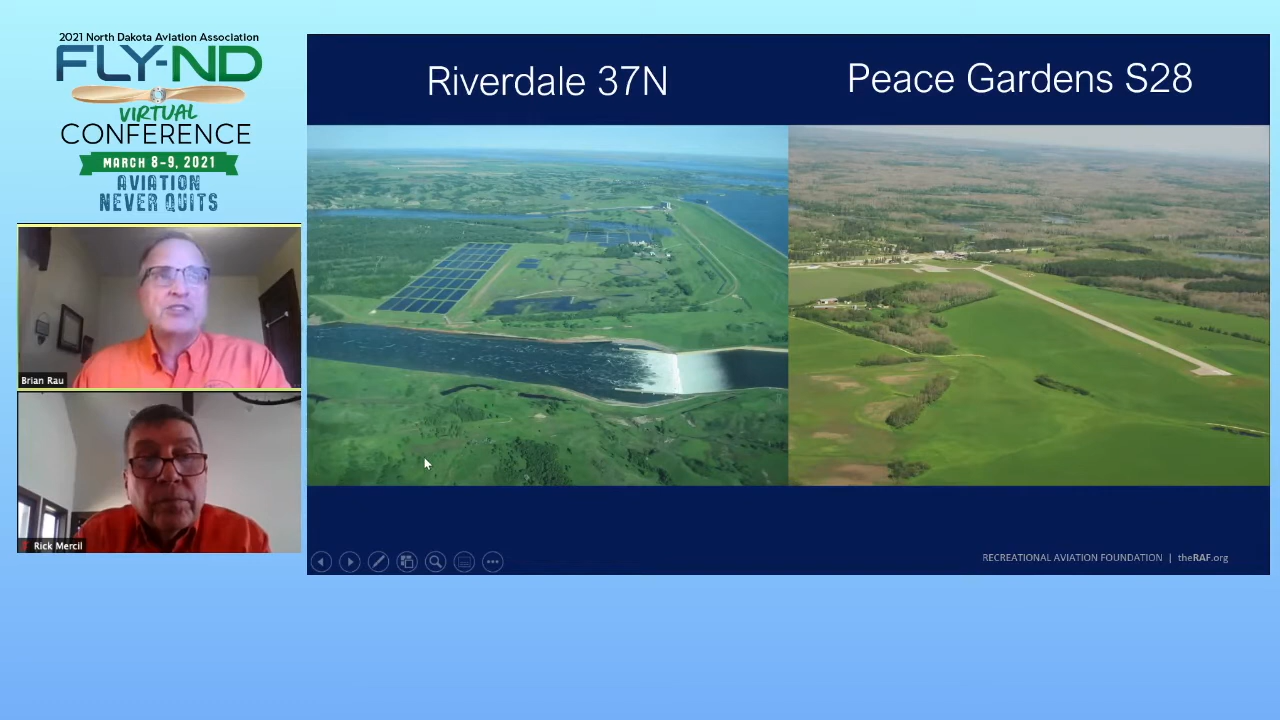 2021 North Dakota Aviation Association
FLY-ND
VIRTUAL
CONFERENCE
MARCH 8-9, 2021
AVIATION
NEVER QUITS
Brian Rau
Rick Mercil
Riverdale 37N
Peace Gardens S28
RECREATIONAL AVIATION FOUNDATION | theRAF.org